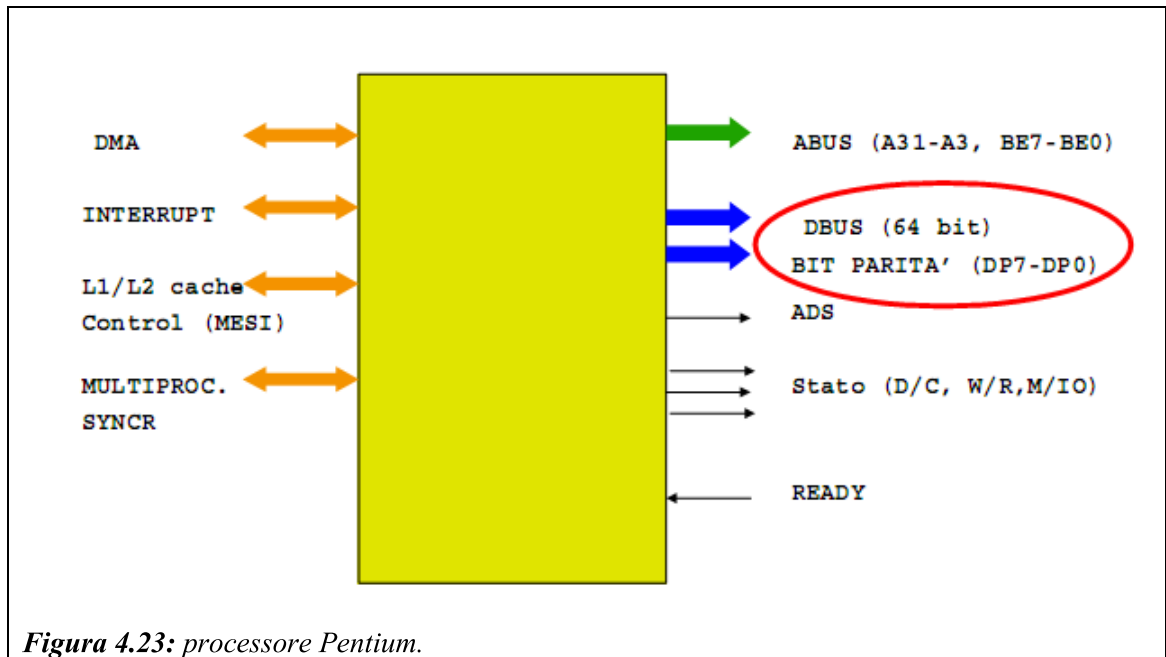 DMA
INTERRUPT
L1/L2 cache
Control (MESI)
MULTIPROC.
SYNCR
ABUS (A31-A3, BE7-BE0)
DBUS (64 bit)
BIT PARITA' (DP7-DP0)
ADS
Stato (D/C, W/R,M/IO)
READY
Figura 4.23: processore Pentium.